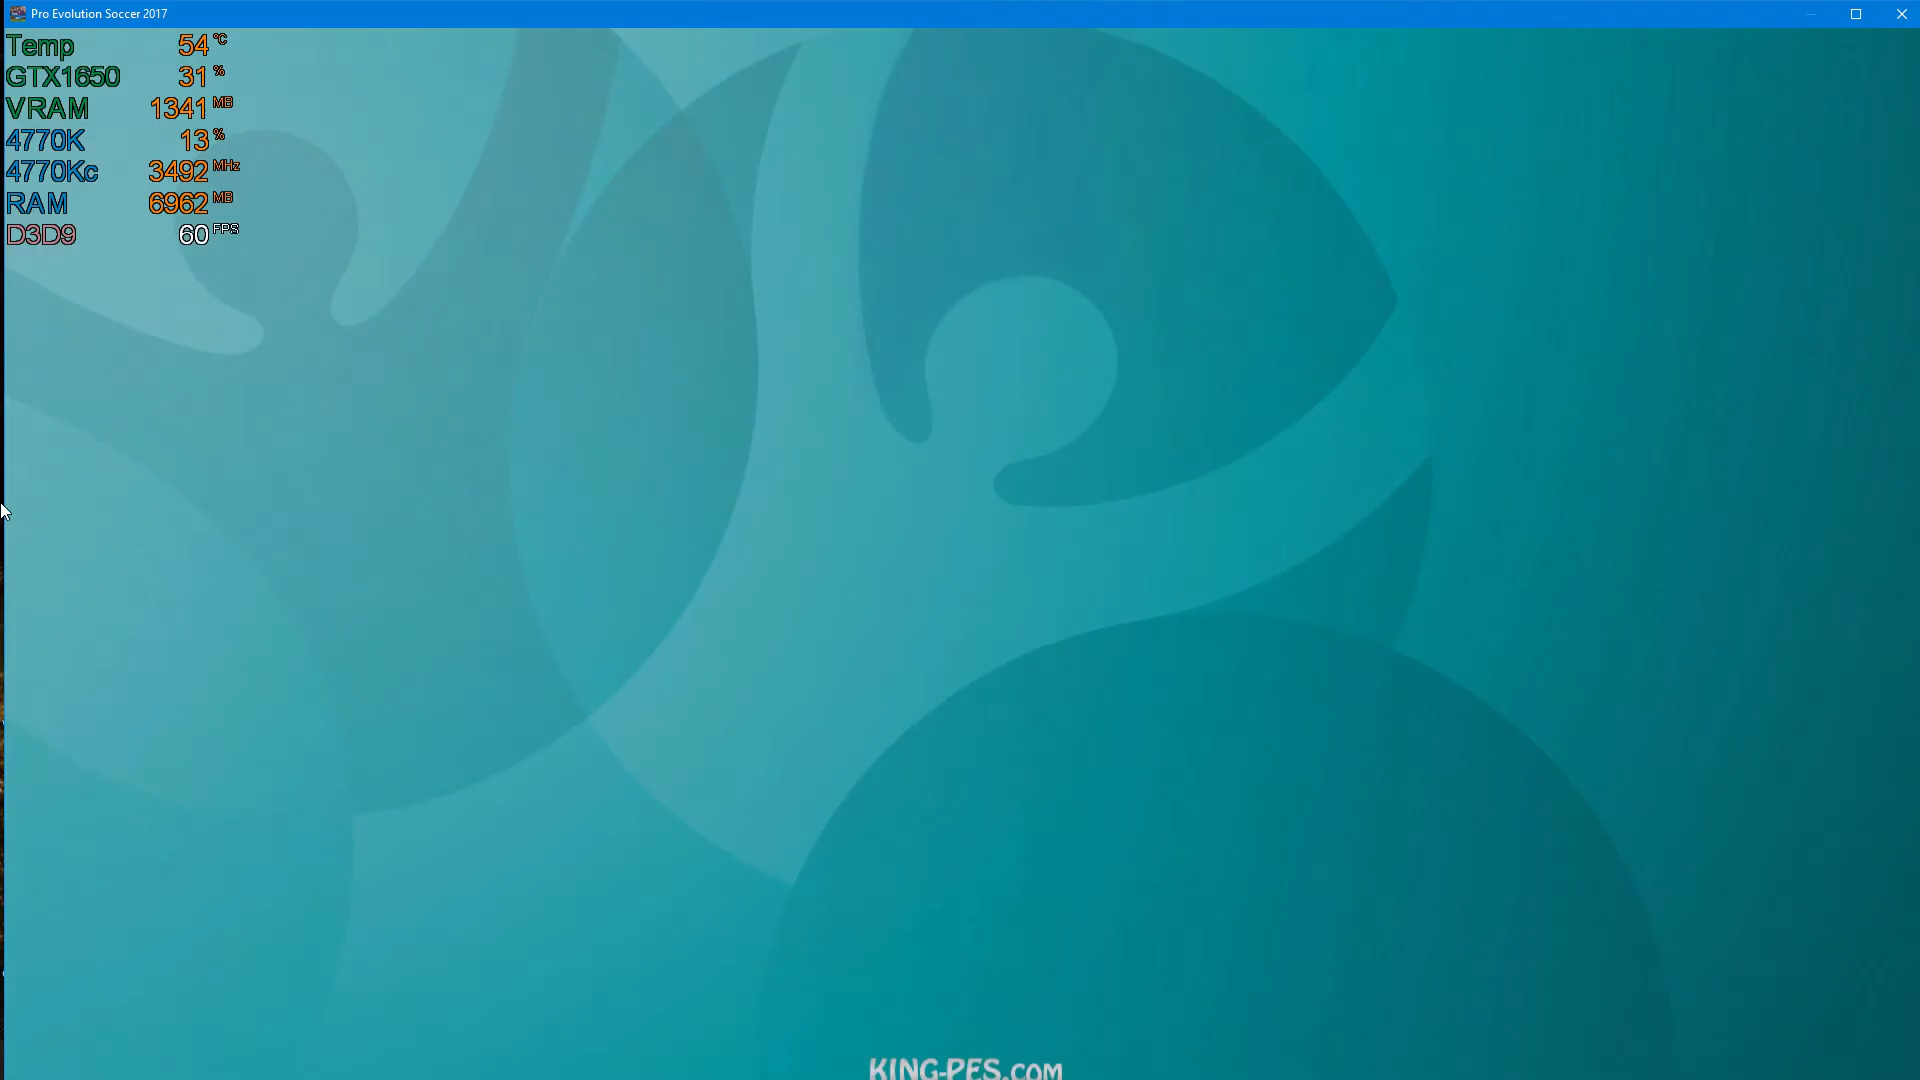 Pro Evolution Soccer 2017
Temp 54 °C
GTX1650 31 %
VRAM 1341 MB
4770K 13 %
4770Kc 3492 MHz
RAM 6962 MB
D3D9 60 FPS
KING-PES.COM